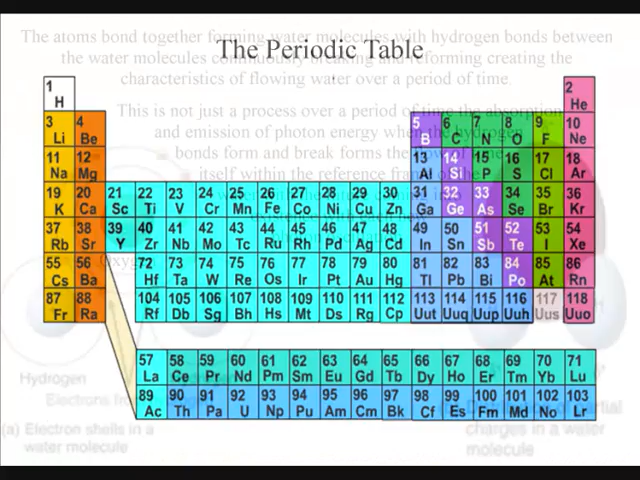 The atoms bond together forming water molecules with hydrogen bonds between
the water molecules continuously breaking and reforming creating the
The Periodic Table
characteristics of flowing water over a period of time
This is not just a process over a period of time the absorption
and emission of photon energy when the hydrogen
bonds form and break forms the
itself within the reference frame of the
1 2
H He
3 4 5 6 7 8 9 10
Li Be B C N O F Ne
11 12 13 14 15 16 17 18
Na Mg Al Si P S Cl Ar
19 20 21 22 23 24 25 26 27 28 29 30 31 32 33 34 35 36
K Ca Sc Ti V Cr Mn Fe Co Ni Cu Zn Ga Ge As Se Br Kr
37 38 39 40 41 42 43 44 45 46 47 48 49 50 51 52 53 54
Rb Sr Y Zr Nb Mo Tc Ru Rh Pd Ag Cd In Sn Sb Te I Xe
55 56 72 73 74 75 76 77 78 79 80 81 82 83 84 85 86
Cs Ba Hf Ta W Re Os Ir Pt Au Hg Tl Pb Bi Po At Rn
87 88 104 105 106 107 108 109 110 111 112 113 114 115 116 117 118
Fr Ra Rf Db Sg Bh Hs Mt Ds Rg Cp Uut Uuq Uup Uuh Uus Uuo
57 58 59 60 61 62 63 64 65 66 67 68 69 70 71
La Ce Pr Nd Pm Sm Eu Gd Tb Dy Ho Er Tm Yb Lu
89 90 91 92 93 94 95 96 97 98 99 100 101 102 103
Ac Th Pa U Np Pu Am Cm Bk Cf Es Fm Md No Lr
Hydrogen
Electrons
(a) Electron shells in a
water molecule
partial
charges in a water
molecule